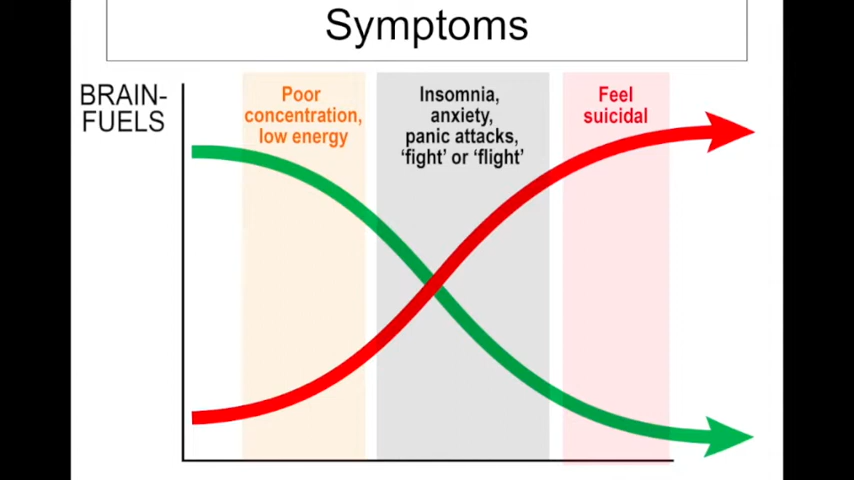 Symptoms
BRAIN-
FUELS
Poor
concentration,
low energy
Insomnia,
anxiety,
panic attacks,
‘fight’ or ‘flight’
Feel
suicidal